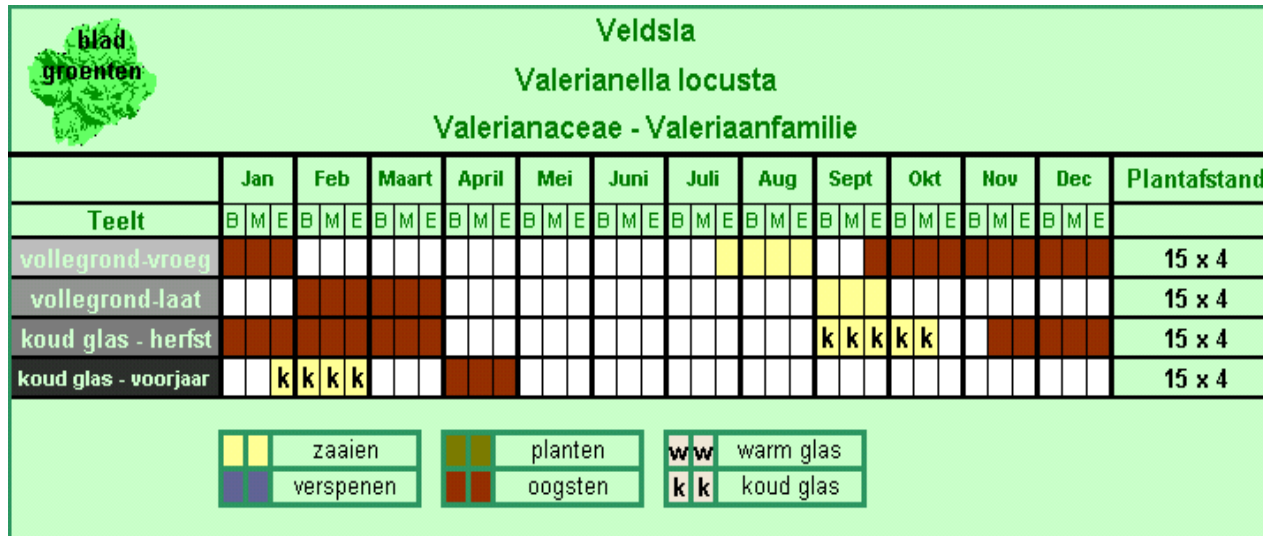 blad
groenten
Veldsla
Valerianella locusta
Valerianaceae - Valeriaanfamilie
Jan Feb Maart April Mei Juni Juli Aug Sept Okt Nov Dec Plantafstand
Teelt B M E B M E B M E B M E B M E B M E B M E B M E B M E B M E B M E B M E
vollegrond-vroeg 15 x 4
vollegrond-laat 15 x 4
koud glas - herfst k k k k k 15 x 4
koud glas - voorjaar k k k k 15 x 4
zaaien planten w w warm glas
verspenen oogsten k k koud glas